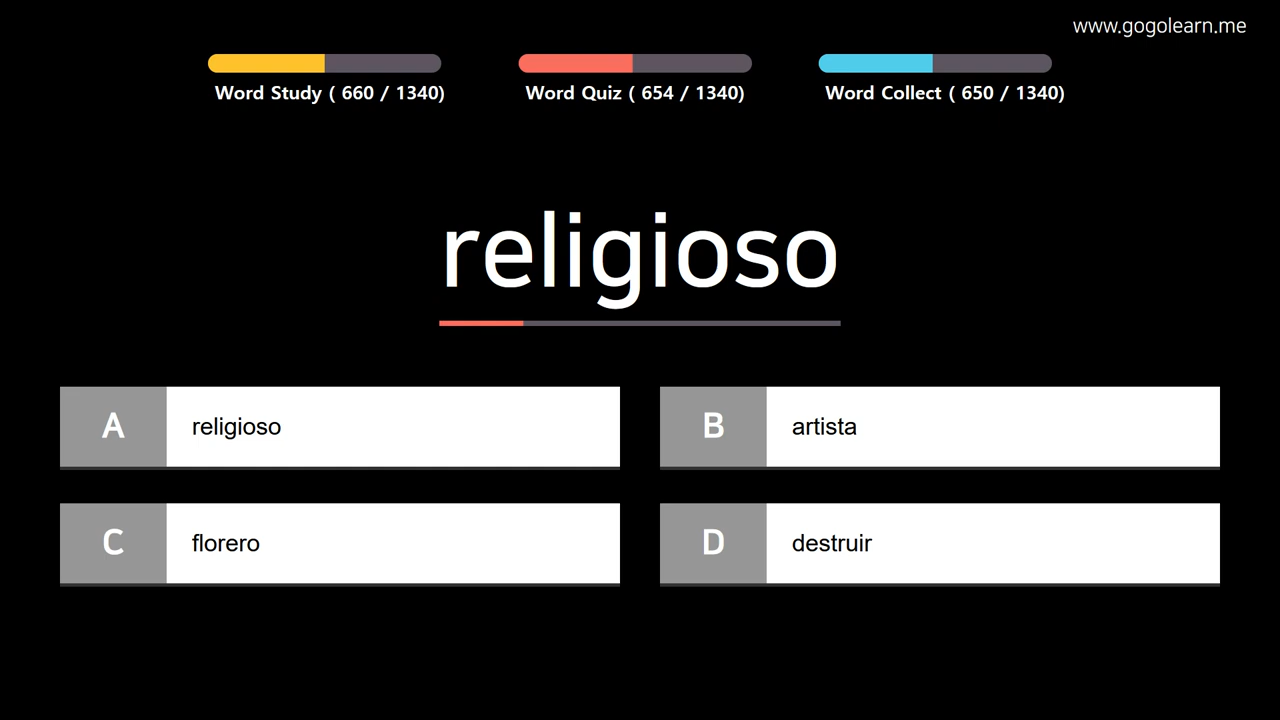 www.gogolearn.me
Word Study ( 660 / 1340)
Word Quiz ( 654 / 1340)
Word Collect ( 650 / 1340)
religioso
A religioso
B artista
C florero
D destruir